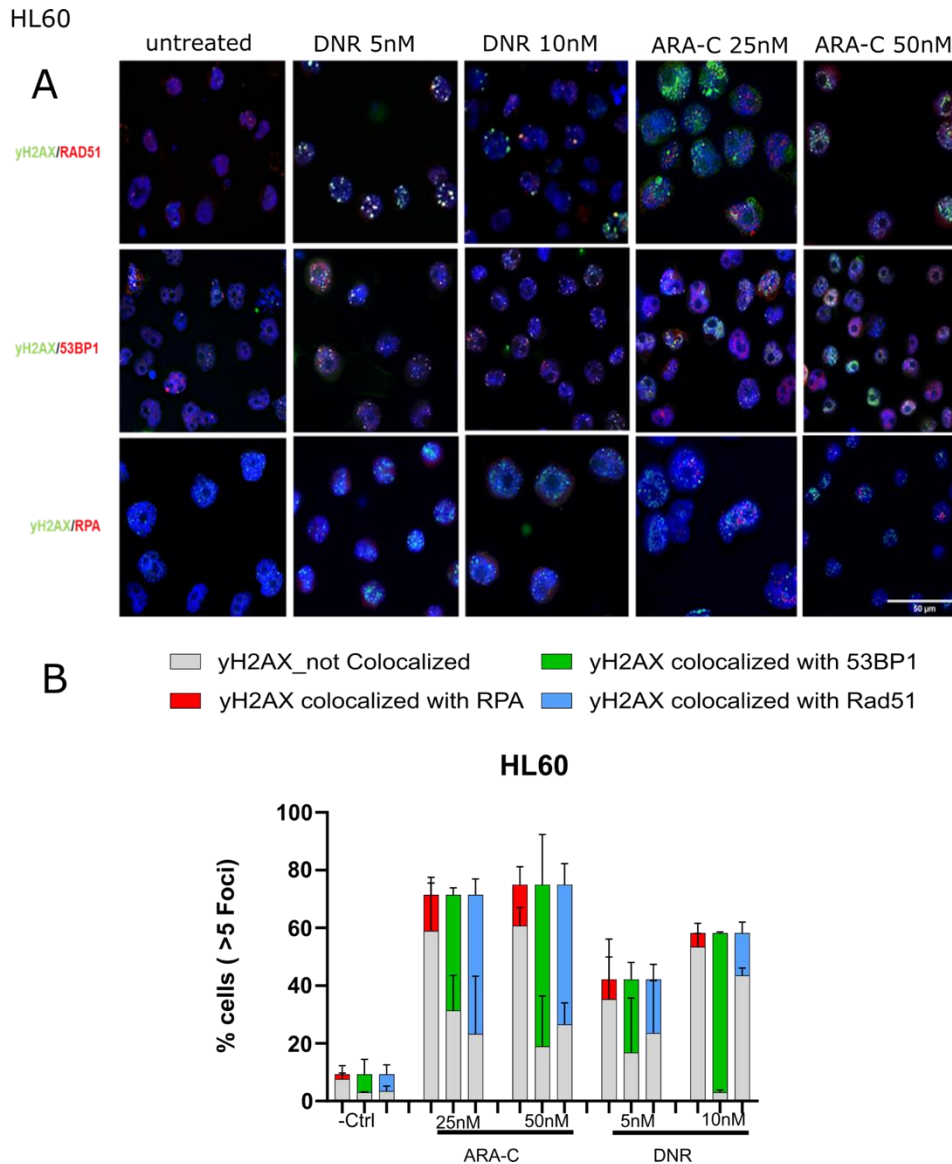 HL60
untreated DNR 5nM DNR 10nM ARA-C 25nM ARA-C 50nM
A
yH2AX/RAD51
yH2AX/53BP1
yH2AX/RPA
50 µm
B
yH2AX_not Colocalized yH2AX colocalized with 53BP1
yH2AX colocalized with RPA yH2AX colocalized with Rad51
HL60
% cells ( >5 Foci)
100
80
60
40
20
0
-Ctrl 25nM 50nM 5nM 10nM
ARA-C DNR